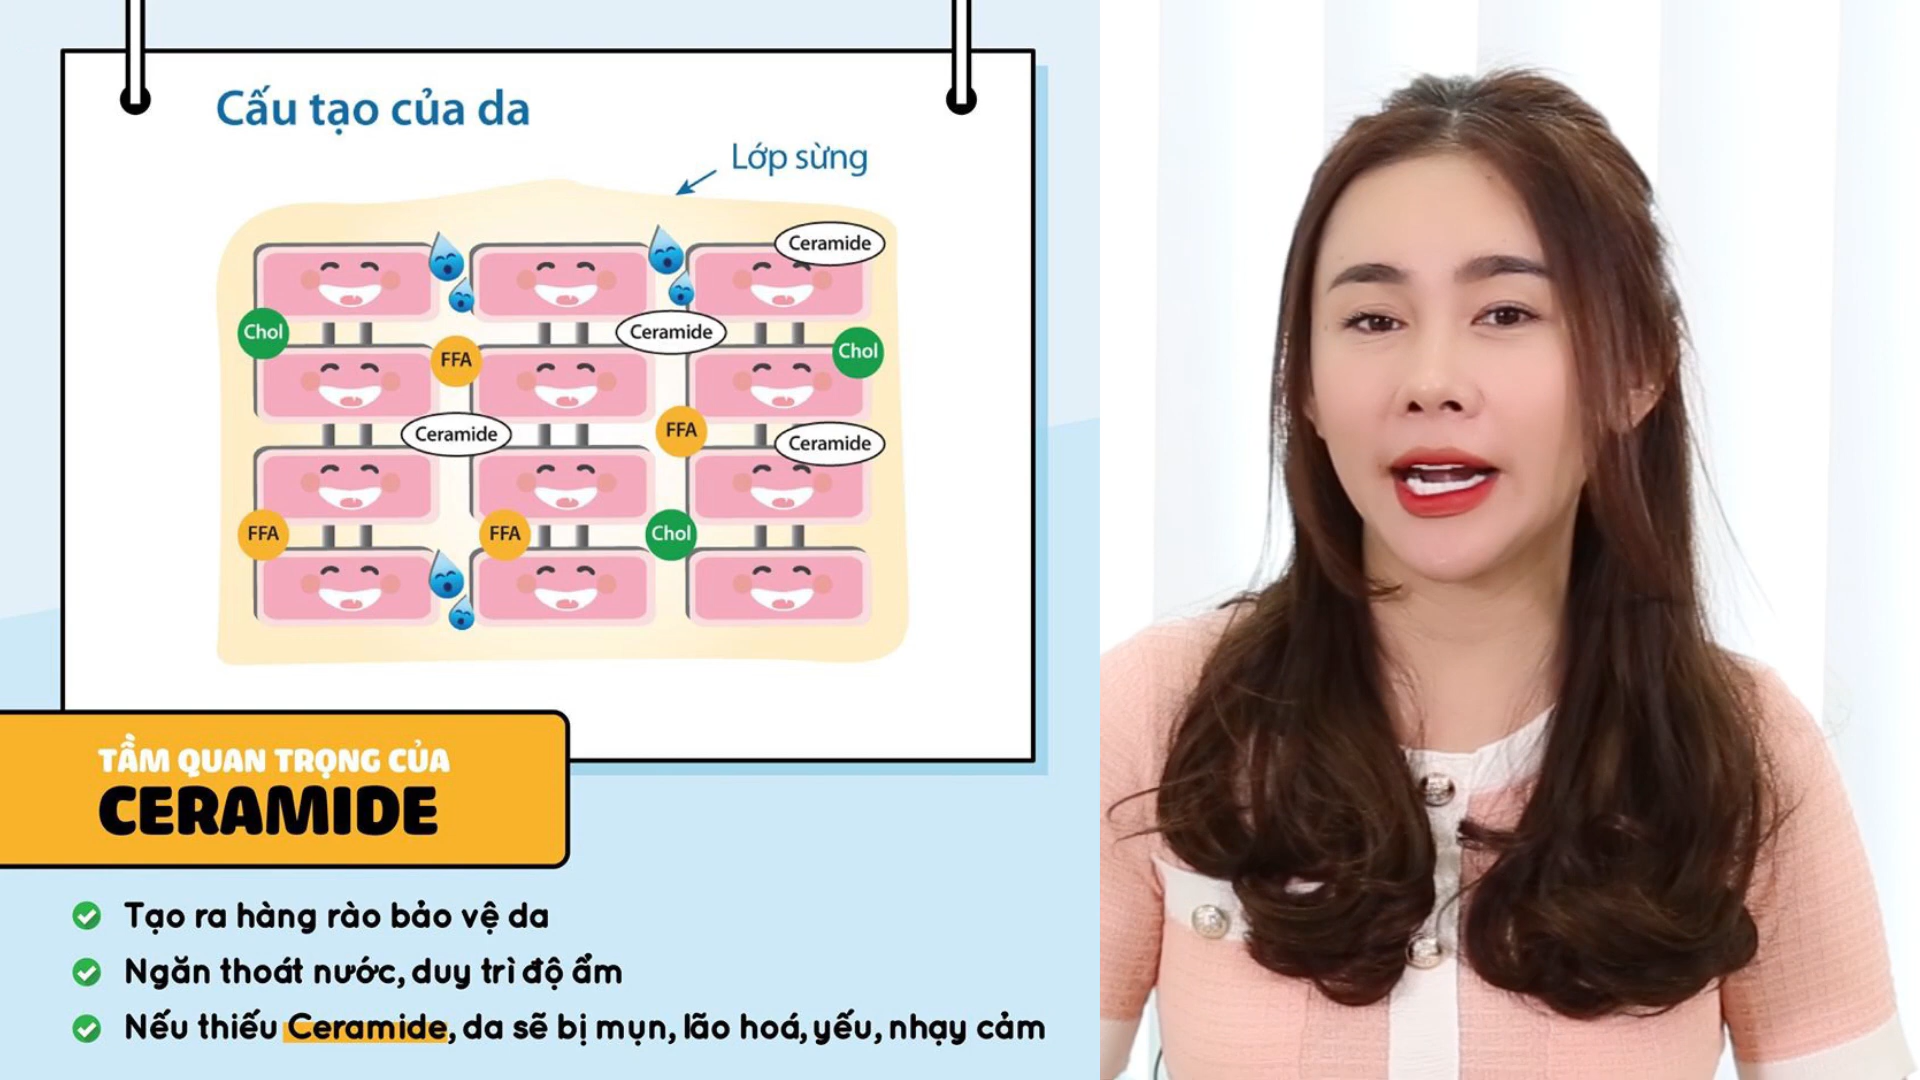 Cấu tạo của da
Lớp sừng
Ceramide
Chol
Ceramide
Chol
FFA
Ceramide
FFA
Ceramide
FFA
FFA
Chol
TẦM QUAN TRỌNG CỦA
CERAMIDE
Tạo ra hàng rào bảo vệ da
Ngăn thoát nước, duy trì độ ẩm
Nếu thiếu Ceramide, da sẽ bị mụn, lão hoá, yếu, nhạy cảm